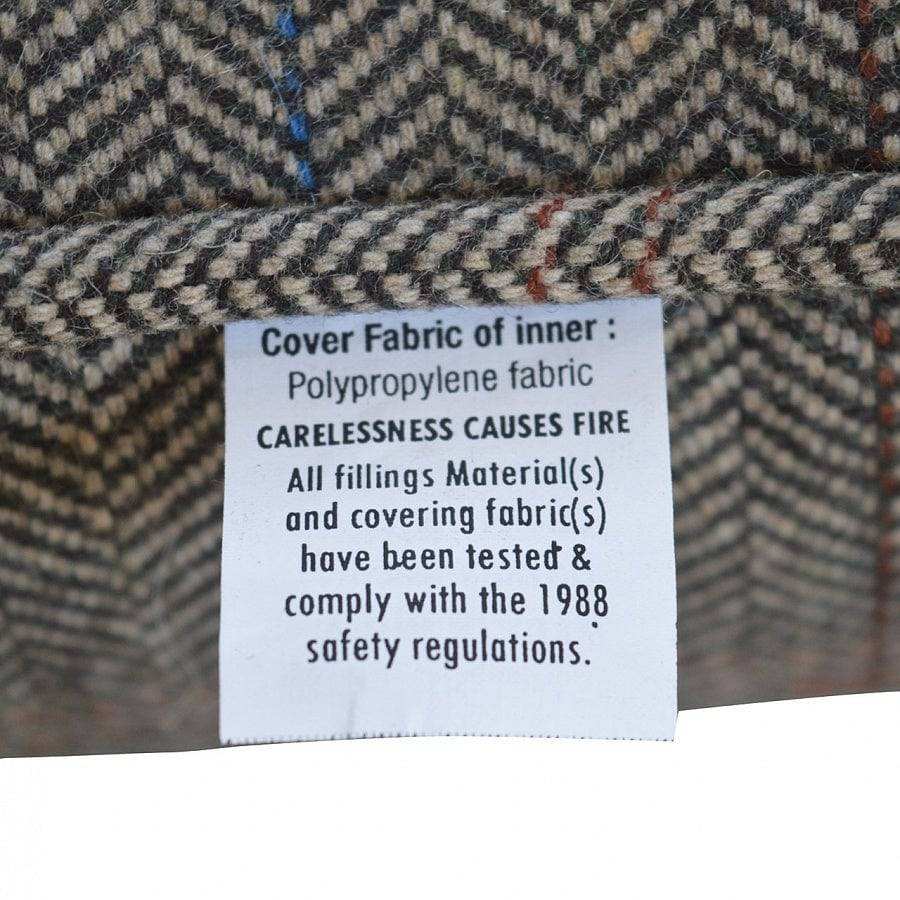 Cover Fabric of inner :
Polypropylene fabric
CARELESSNESS CAUSES FIRE
All fillings Material(s)
and covering fabric(s)
have been tested &
comply with the 1988
safety regulations.